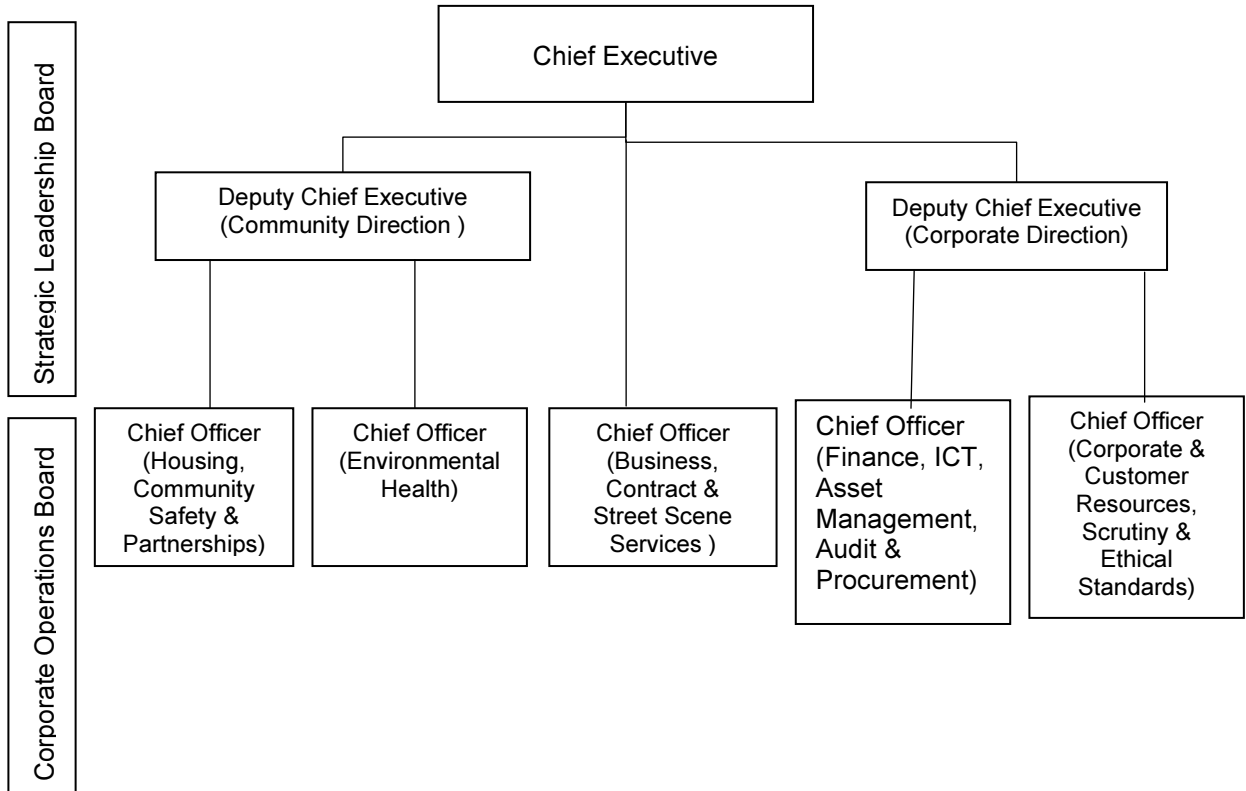 Strategic Leadership Board
Chief Executive
Deputy Chief Executive
(Community Direction )
Deputy Chief Executive
(Corporate Direction)
Corporate Operations Board
Chief Officer
(Housing,
Community
Safety &
Partnerships)
Chief Officer
(Environmental
Health)
Chief Officer
(Business,
Contract &
Street Scene
Services )
Chief Officer
(Finance, ICT,
Asset
Management,
Audit &
Procurement)
Chief Officer
(Corporate &
Customer
Resources,
Scrutiny &
Ethical
Standards)